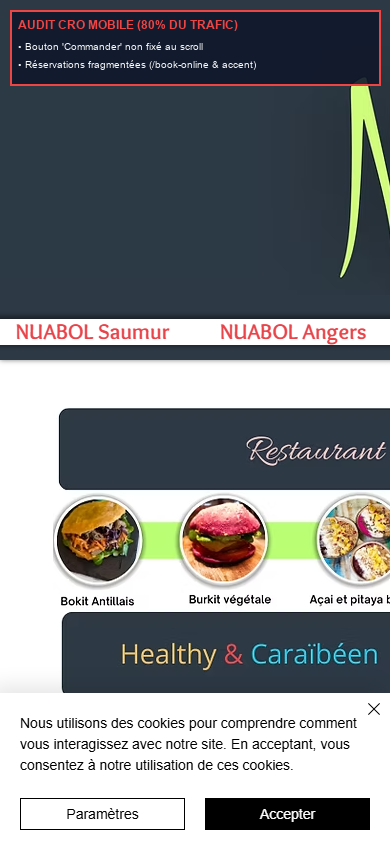 AUDIT CRO MOBILE (80% DU TRAFIC)
• Bouton 'Commander' non fixé au scroll
• Réservations fragmentées (/book-online & accent)
NUABOL Saumur NUABOL Angers
Restaurant
Bokit Antillais Burkit végétale Açai et pitaya b
Healthy & Caraïbéen
Nous utilisons des cookies pour comprendre comment
vous interagissez avec notre site. En acceptant, vous
consentez à notre utilisation de ces cookies.
Paramètres Accepter